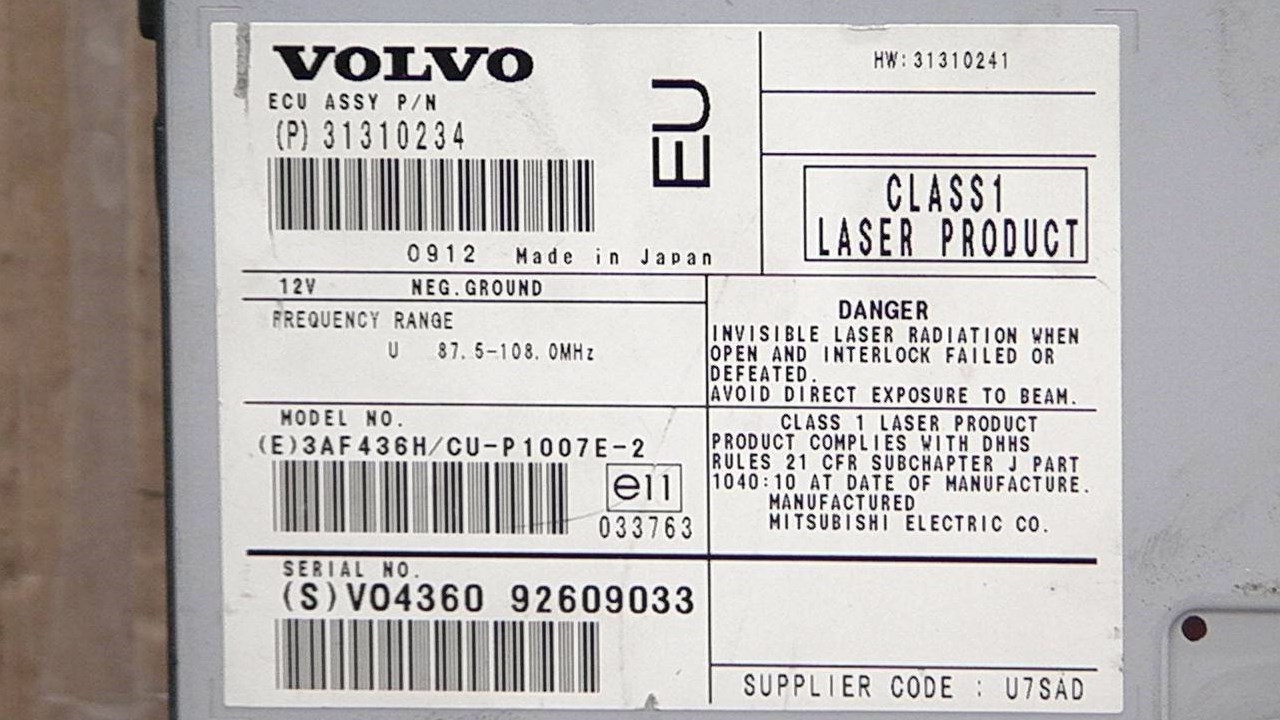 VOLVO
ECU ASSY P/N
(P) 31310234
EU
0912 Made in Japan
HW:31310241
CLASS1
LASER PRODUCT
12V NEG.GROUND
FREQUENCY RANGE
U 87.5-108.0MHz
DANGER
INVISIBLE LASER RADIATION WHEN
OPEN AND INTERLOCK FAILED OR
DEFEATED.
AVOID DIRECT EXPOSURE TO BEAM.
MODEL NO.
(E)3AF436H/CU-P1007E-2
e11
033763
CLASS 1 LASER PRODUCT
PRODUCT COMPLIES WITH DHHS
RULES 21 CFR SUBCHAPTER J PART
1040:10 AT DATE OF MANUFACTURE.
MANUFACTURED
MITSUBISHI ELECTRIC CO.
SERIAL NO.
(S)VO4360 92609033
SUPPLIER CODE : U7SAD